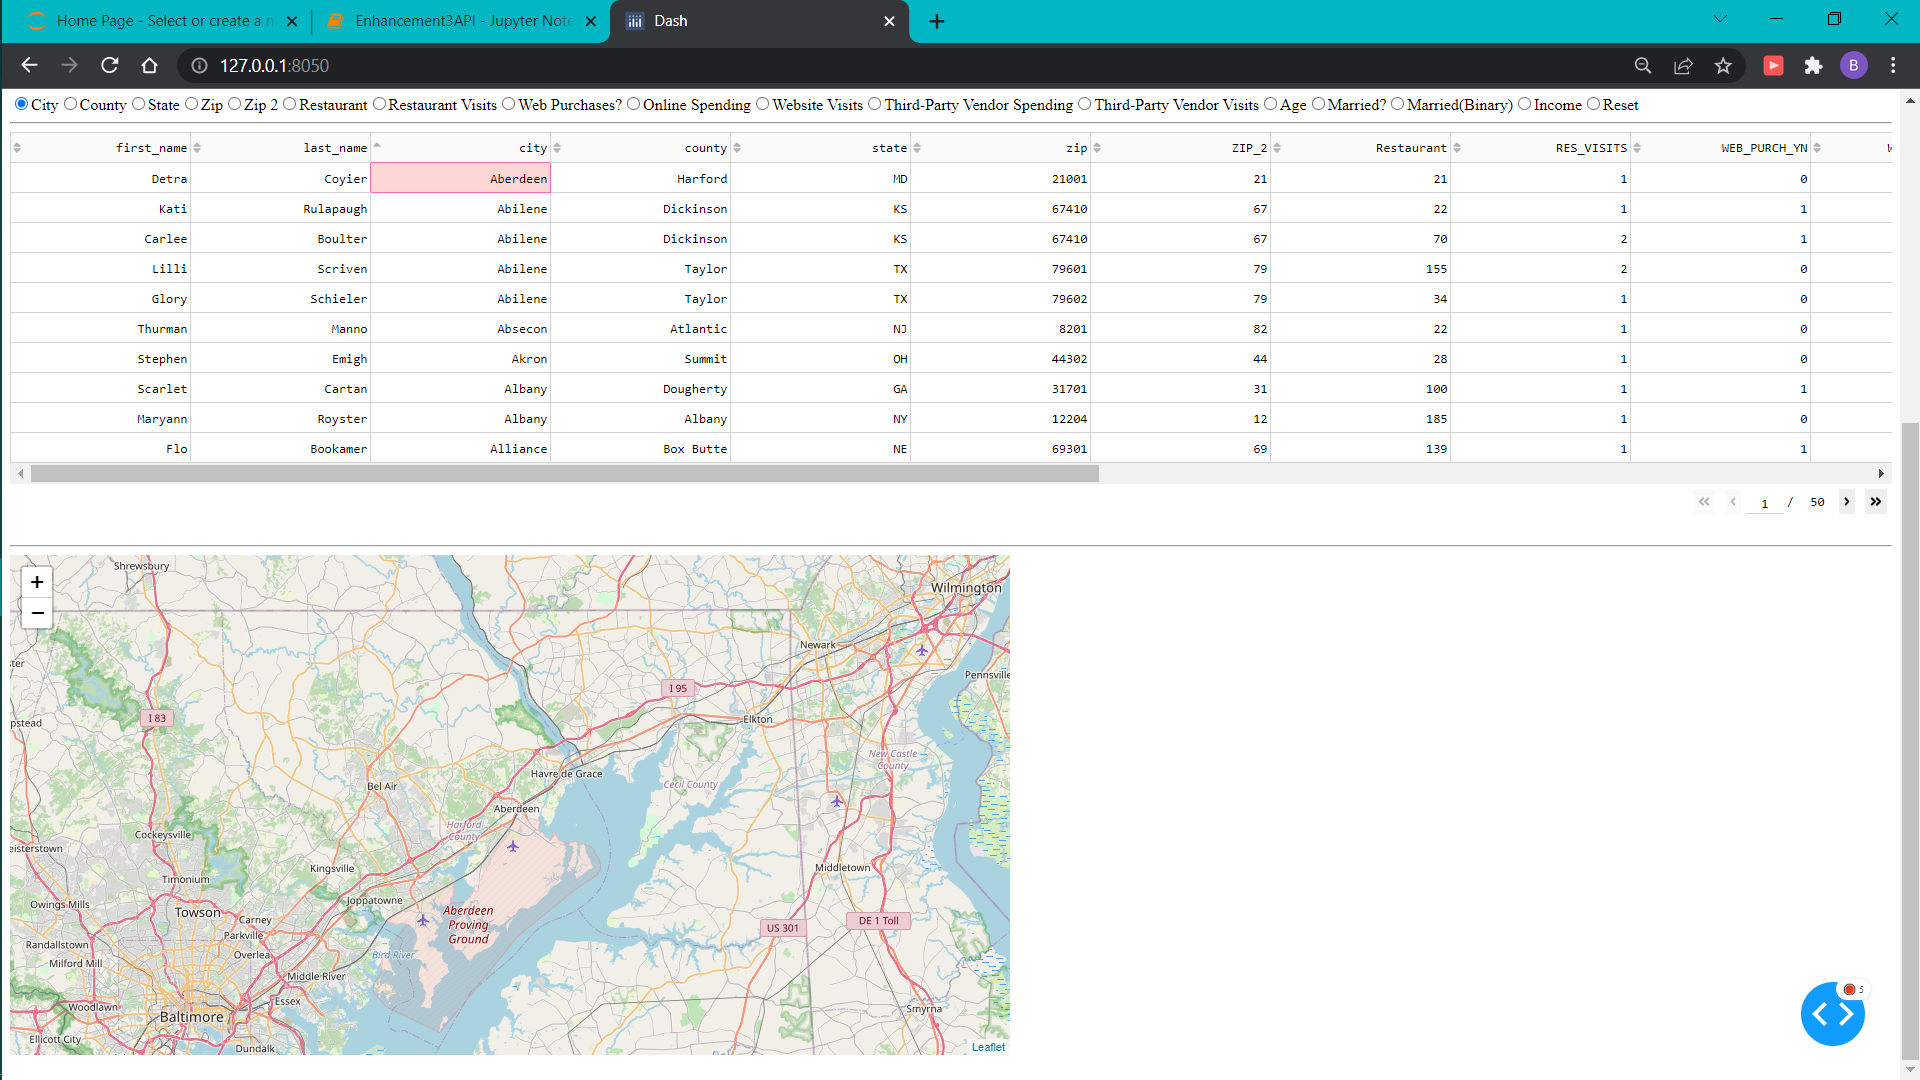 Home Page - Select or create a n
Enhancement3API - Jupyter Note
Dash
127.0.0.1:8050
B
City County State Zip Zip 2 Restaurant Restaurant Visits Web Purchases? Online Spending Website Visits Third-Party Vendor Spending Third-Party Vendor Visits Age Married? Married(Binary) Income Reset
first_name last_name city county state zip ZIP_2 Restaurant RES_VISITS WEB_PURCH_YN
Detra Coyier Aberdeen Harford MD 21001 21 21 1 0
Kati Rulapaugh Abilene Dickinson KS 67410 67 22 1 1
Carlee Boulter Abilene Dickinson KS 67410 67 70 2 1
Lilli Scriven Abilene Taylor TX 79601 79 155 2 0
Glory Schieler Abilene Taylor TX 79602 79 34 1 0
Thurman Manno Absecon Atlantic NJ 8201 82 22 1 0
Stephen Emigh Akron Summit OH 44302 44 28 1 0
Scarlet Cartan Albany Dougherty GA 31701 31 100 1 1
Maryann Royster Albany Albany NY 12204 12 185 1 0
Flo Bookamer Alliance Box Butte NE 69301 69 139 1 1
« ‹ 1 / 50 › »
+
−
Shrewsbury
Wilmington
Newark
Pennsville
ster
I 95
I 83
pstead
Elkton
New Castle
County
Havre de Grace
Cecil County
Bel Air
Aberdeen
Harford
County
Cockeysville
eisterstown
Kingsville
Middletown
Timonium
Joppatowne
Owings Mills
Towson
Carney
Aberdeen
Proving
Ground
DE 1 Toll
US 301
Parkville
Randallstown
Overlea
Bird River
Milford Mill
Middle River
Essex
Woodlawn
Smyrna
Baltimore
Ellicott City
Dundalk
Leaflet
5